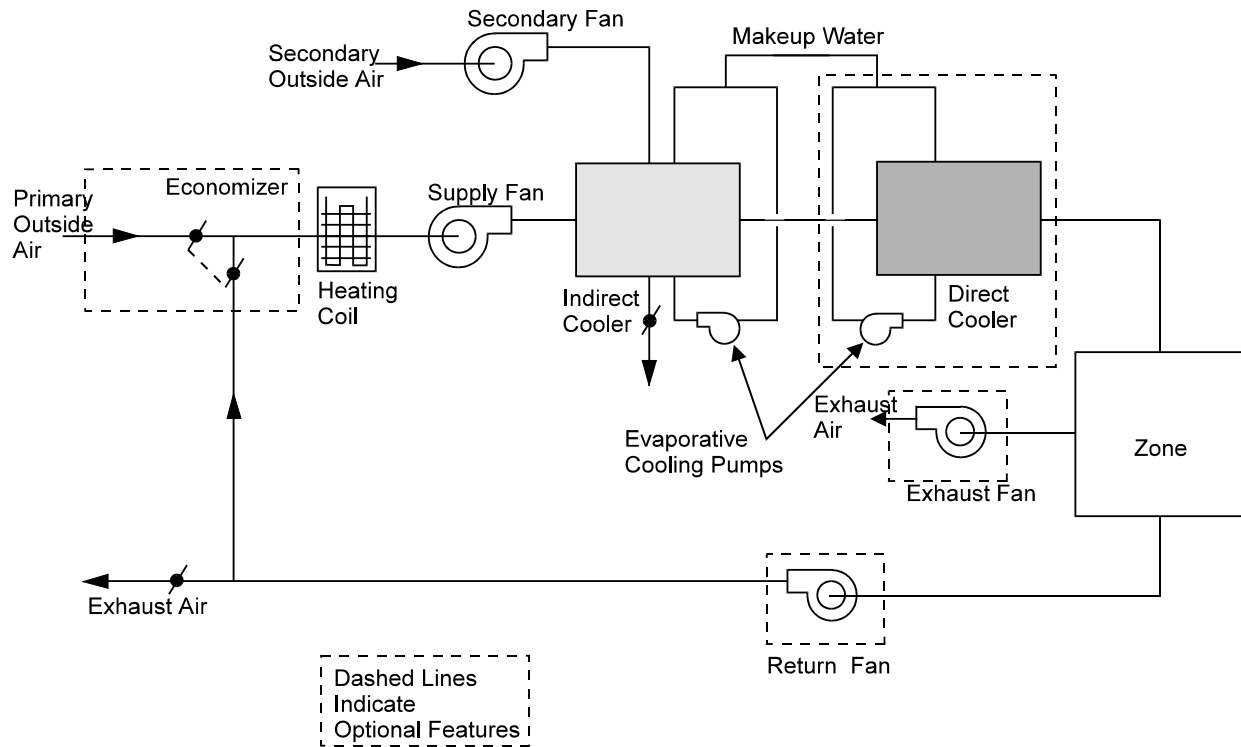 Secondary Fan
Makeup Water
Secondary
Outside Air
Economizer
Supply Fan
Primary
Outside
Air
Heating
Coil
Indirect
Cooler
Direct
Cooler
Exhaust
Air
Evaporative
Cooling Pumps
Zone
Exhaust Fan
Exhaust Air
Return Fan
Dashed Lines
Indicate
Optional Features